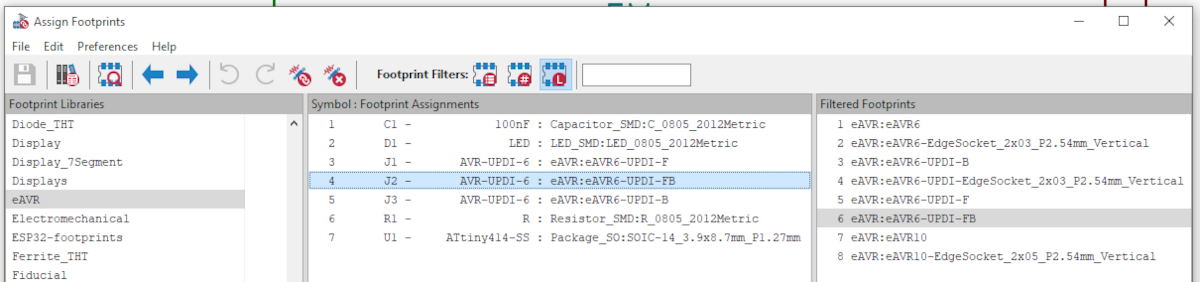 Assign Footprints
File Edit Preferences Help
Footprint Filters:
Footprint Libraries
Diode_THT
Display
Display_7Segment
Displays
eAVR
Electromechanical
ESP32-footprints
Ferrite_THT
Fiducial
Symbol : Footprint Assignments
1 C1 - 100nF : Capacitor_SMD:C_0805_2012Metric
2 D1 - LED : LED_SMD:LED_0805_2012Metric
3 J1 - AVR-UPDI-6 : eAVR:eAVR6-UPDI-F
4 J2 - AVR-UPDI-6 : eAVR:eAVR6-UPDI-FB
5 J3 - AVR-UPDI-6 : eAVR:eAVR6-UPDI-B
6 R1 - R : Resistor_SMD:R_0805_2012Metric
7 U1 - ATtiny414-SS : Package_SO:SOIC-14_3.9x8.7mm_P1.27mm
Filtered Footprints
1 eAVR:eAVR6
2 eAVR:eAVR6-EdgeSocket_2x03_P2.54mm_Vertical
3 eAVR:eAVR6-UPDI-B
4 eAVR:eAVR6-UPDI-EdgeSocket_2x03_P2.54mm_Vertical
5 eAVR:eAVR6-UPDI-F
6 eAVR:eAVR6-UPDI-FB
7 eAVR:eAVR10
8 eAVR:eAVR10-EdgeSocket_2x05_P2.54mm_Vertical